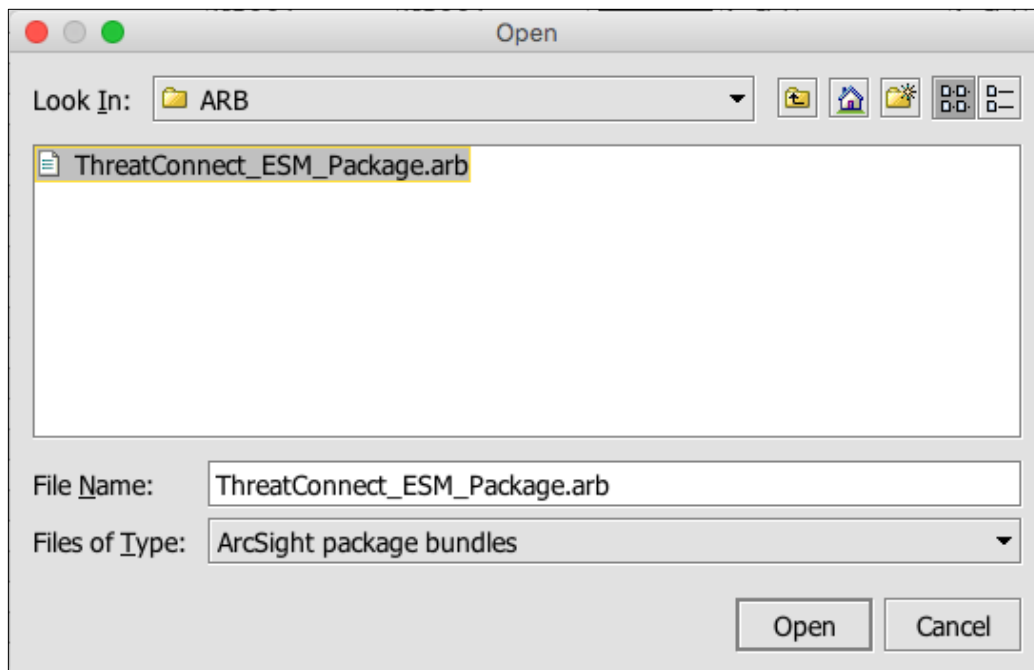 Open
Look In: ARB
ThreatConnect_ESM_Package.arb
File Name: ThreatConnect_ESM_Package.arb
Files of Type: ArcSight package bundles
Open Cancel